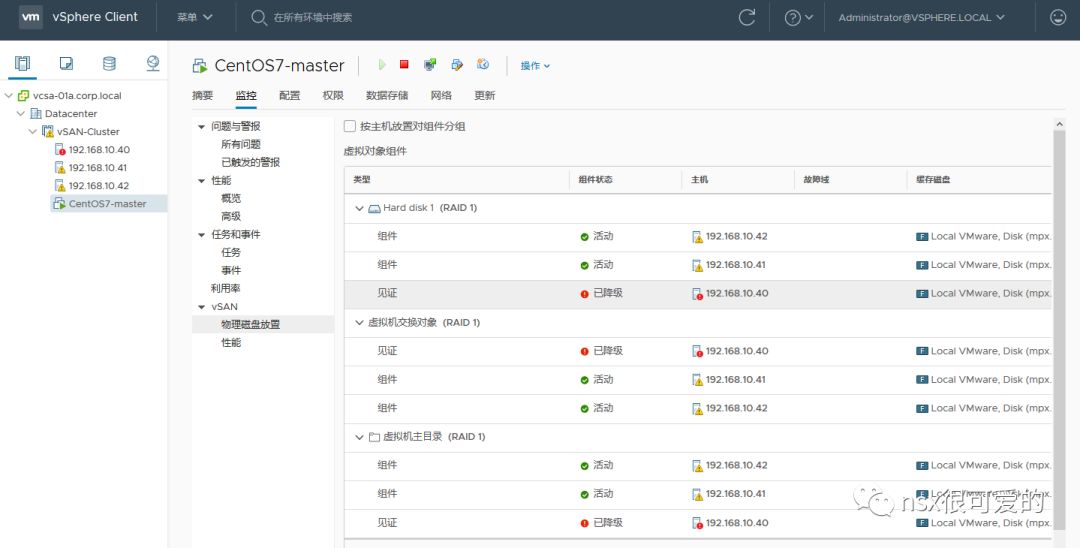 vm vSphere Client 菜单 在所有环境中搜索 Administrator@VSPHERE.LOCAL
CentOS7-master 操作
摘要 监控 配置 权限 数据存储 网络 更新
vcsa-01a.corp.local
Datacenter
vSAN-Cluster
192.168.10.40
192.168.10.41
192.168.10.42
CentOS7-master
问题与警报
所有问题
已触发的警报
性能
概览
高级
任务和事件
任务
事件
利用率
vSAN
物理磁盘放置
性能
按主机放置对组件分组
虚拟对象组件
类型 组件状态 主机 故障域 缓存磁盘
Hard disk 1 (RAID 1)
组件 活动 192.168.10.42 F Local VMware, Disk (mpx.
组件 活动 192.168.10.41 F Local VMware, Disk (mpx.
见证 已降级 192.168.10.40 F Local VMware, Disk (mpx.
虚拟机交换对象 (RAID 1)
见证 已降级 192.168.10.40 F Local VMware, Disk (mpx.
组件 活动 192.168.10.41 F Local VMware, Disk (mpx.
组件 活动 192.168.10.42 F Local VMware, Disk (mpx.
虚拟机主目录 (RAID 1)
组件 活动 192.168.10.42 F Local VMware, Disk (mpx.
组件 活动 192.168.10.41 F Local VMware, Disk (mpx.
见证 已降级 192.168.10.40 F Local VMware, Disk (mpx.
nsx很可爱的